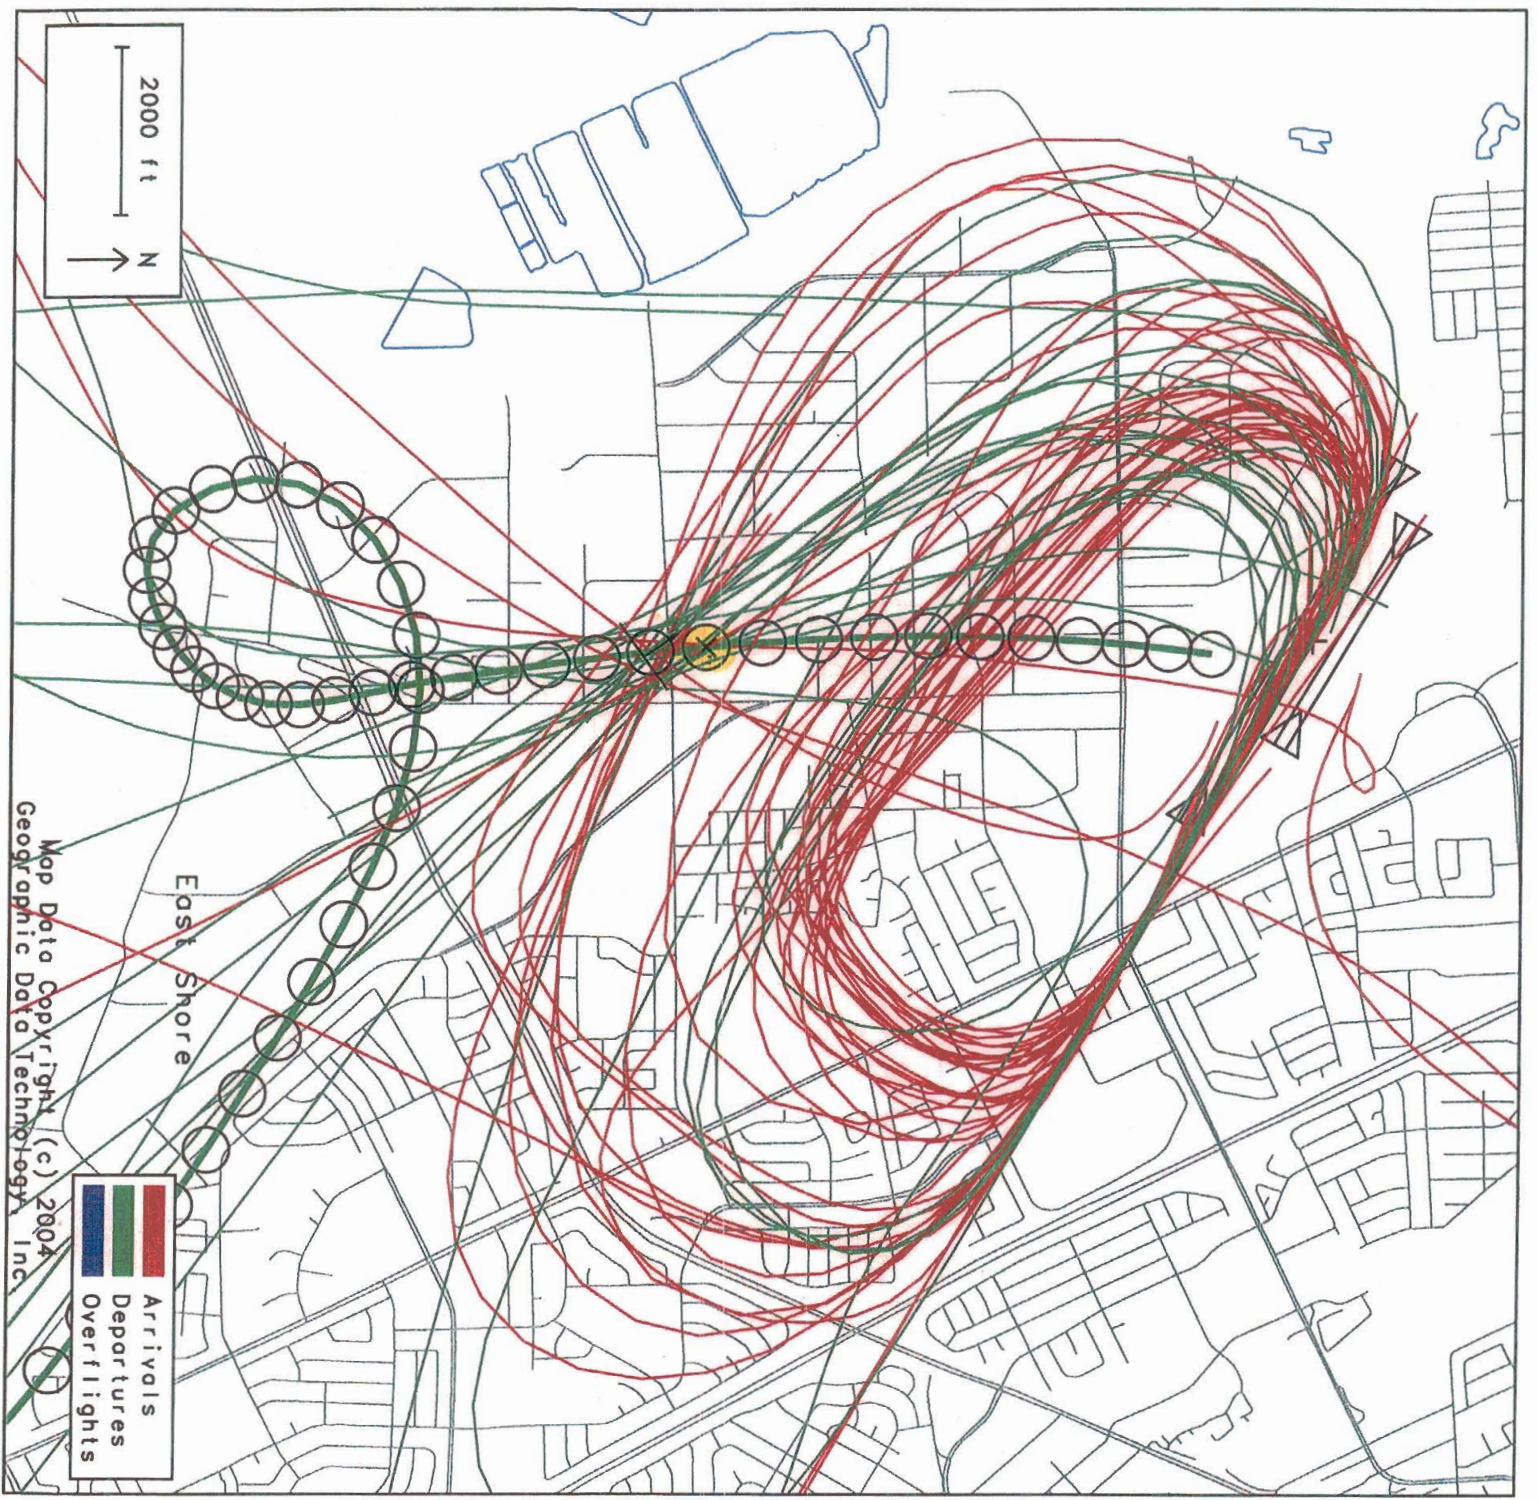 2000 ft
N
East Shore
Map Data Copyright (c) 2004
Geographic Data Technology, Inc.
Arrivals
Departures
Overflights